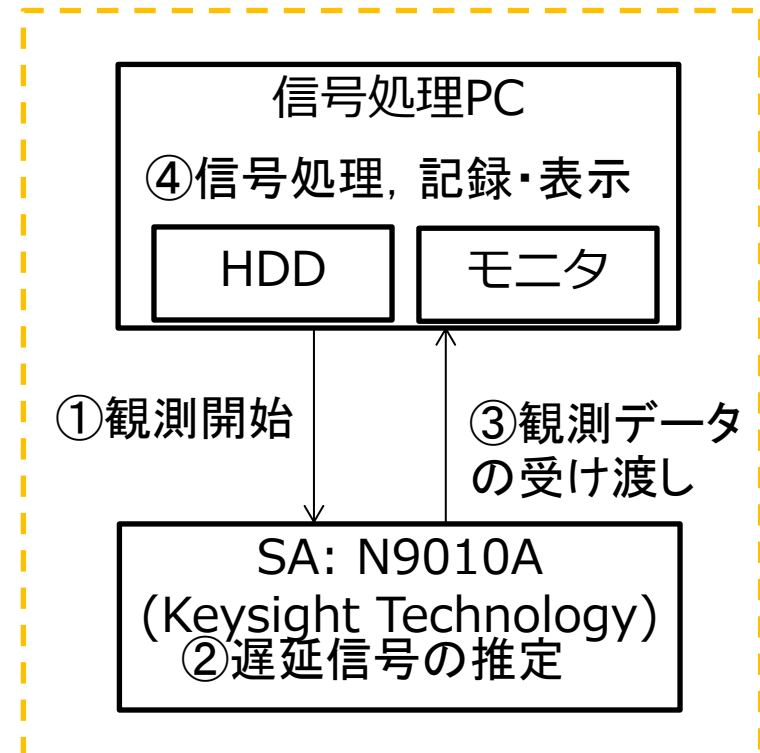 信号処理PC
④信号処理, 記録・表示
HDD
モニタ
①観測開始
③観測データ
の受け渡し
SA: N9010A
(Keysight Technology)
②遅延信号の推定